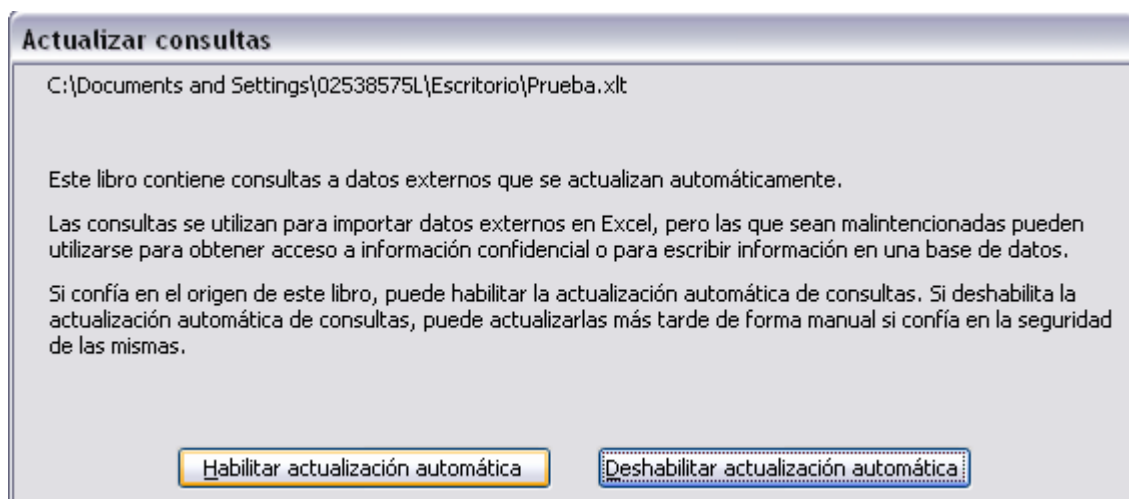 Actualizar consultas
C:\Documents and Settings\02538575L\Escritorio\Prueba.xlt
Este libro contiene consultas a datos externos que se actualizan automáticamente.
Las consultas se utilizan para importar datos externos en Excel, pero las que sean malintencionadas pueden
utilizarse para obtener acceso a información confidencial o para escribir información en una base de datos.
Si confía en el origen de este libro, puede habilitar la actualización automática de consultas. Si deshabilita la
actualización automática de consultas, puede actualizarlas más tarde de forma manual si confía en la seguridad
de las mismas.
Habilitar actualización automática
Deshabilitar actualización automática